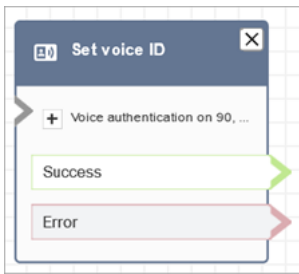 Set voice ID
Voice authentication on 90, ...
Success
Error